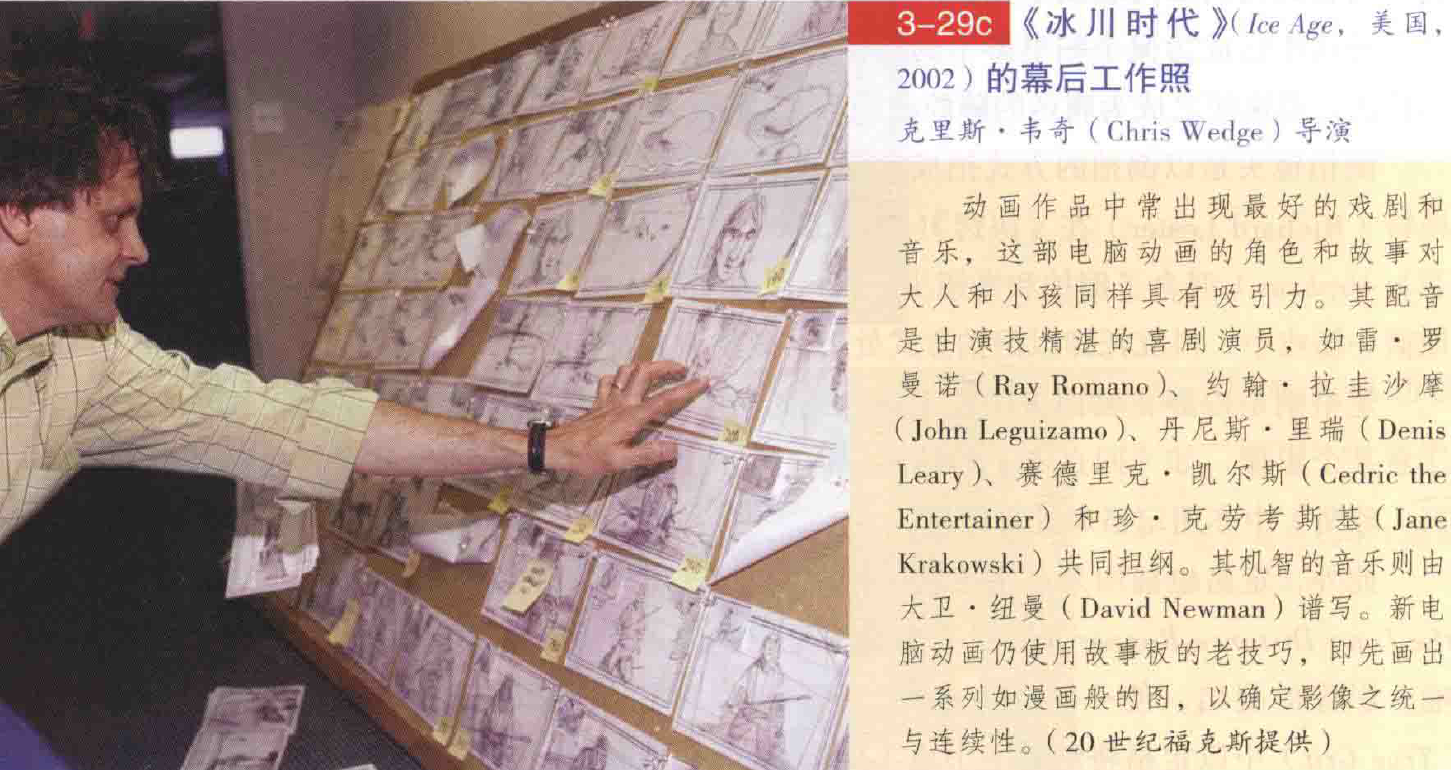 3-29c 《冰川时代》(Ice Age, 美国,
2002)的幕后工作照
克里斯·韦奇(Chris Wedge)导演
动画作品中常出现最好的戏剧和
音乐，这部电脑动画的角色和故事对
大人和小孩同样具有吸引力。其配音
是由演技精湛的喜剧演员，如雷·罗
曼诺(Ray Romano)、约翰·拉圭沙摩
(John Leguizamo)、丹尼斯·里瑞(Denis
Leary)、赛德里克·凯尔斯(Cedric the
Entertainer)和珍·克劳考斯基(Jane
Krakowski)共同担纲。其机智的音乐则由
大卫·纽曼(David Newman)谱写。新电
脑动画仍使用故事板的老技巧，即先画出
一系列如漫画般的图，以确定影像之统一
与连续性。(20世纪福克斯提供)